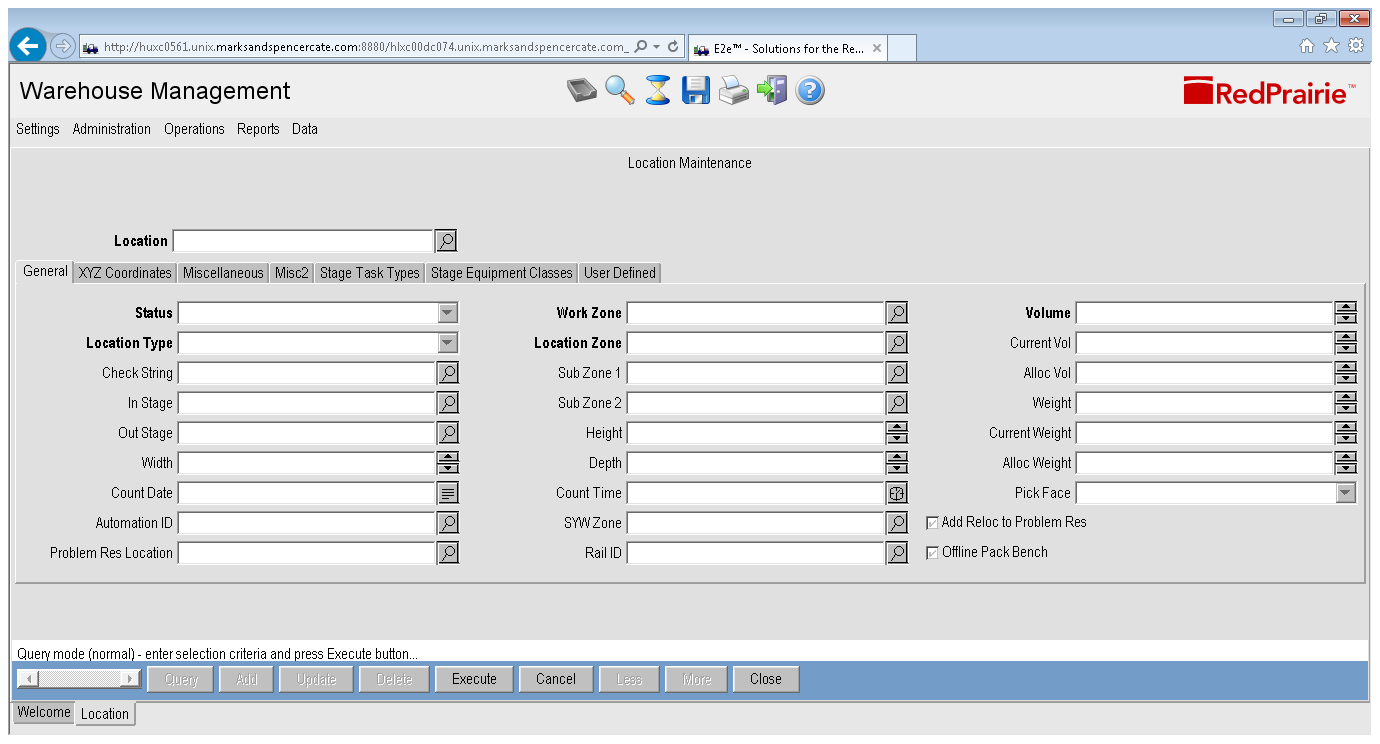 http://huxc0561.unix.marksandspencercate.com:8880/hlxc00dc074.unix.marksandspencercate.com_
E2e™ - Solutions for the Re...
Warehouse Management
RedPrairie™
Settings Administration Operations Reports Data
Location Maintenance
Location
General XYZ Coordinates Miscellaneous Misc2 Stage Task Types Stage Equipment Classes User Defined
Status Work Zone Volume
Location Type Location Zone Current Vol
Check String Sub Zone 1 Alloc Vol
In Stage Sub Zone 2 Weight
Out Stage Height Current Weight
Width Depth Alloc Weight
Count Date Count Time Pick Face
Automation ID SYW Zone Add Reloc to Problem Res
Problem Res Location Rail ID Offline Pack Bench
Query mode (normal) - enter selection criteria and press Execute button...
Query Add Update Delete Execute Cancel Less More Close
Welcome Location